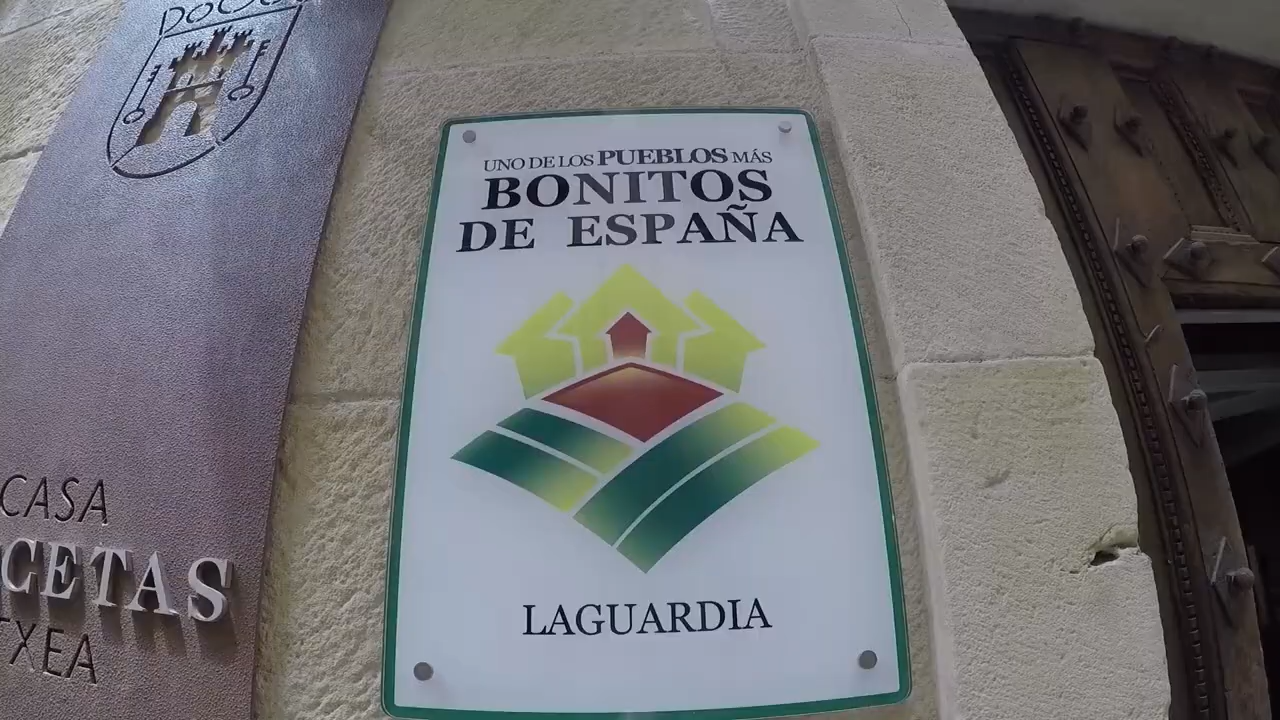 CASA
CETAS
TXEA
UNO DE LOS PUEBLOS MÁS
BONITOS
DE ESPAÑA
LAGUARDIA